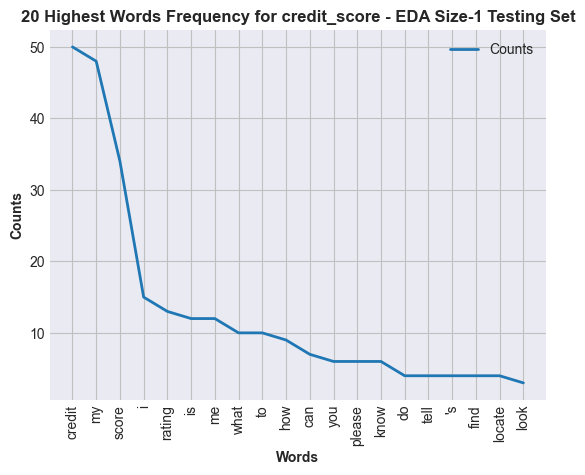 20 Highest Words Frequency for credit_score - EDA Size-1 Testing Set
Counts
50
40
30
20
10
Counts
credit
my
score
i
rating
is
me
what
to
how
can
you
please
know
do
tell
's
find
locate
look
Words